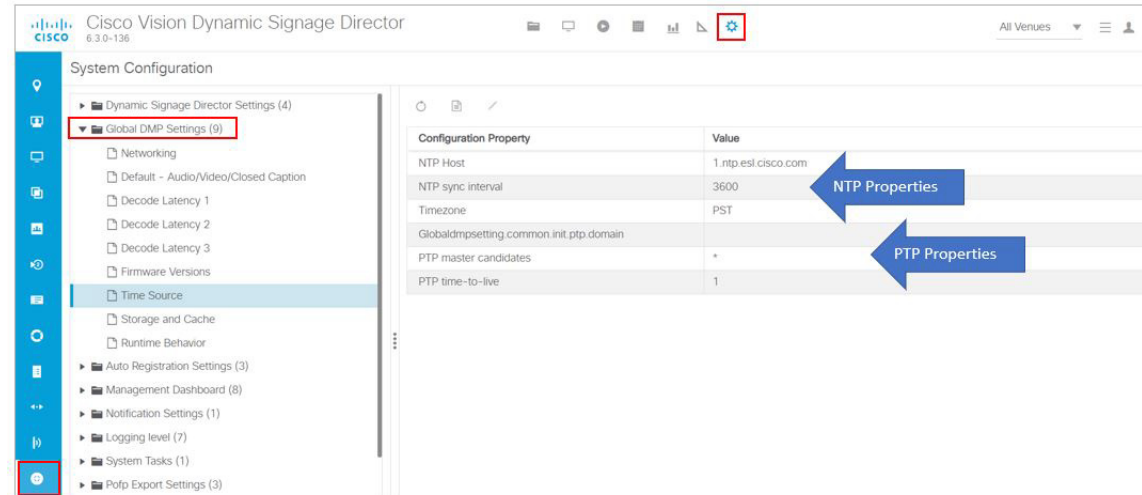 Cisco Vision Dynamic Signage Director
CISCO
6.3.0-136
All Venues
System Configuration
Dynamic Signage Director Settings (4)
Global DMP Settings (9)
Networking
Default - Audio/Video/Closed Caption
Decode Latency 1
Decode Latency 2
Decode Latency 3
Firmware Versions
Time Source
Storage and Cache
Runtime Behavior
Auto Registration Settings (3)
Management Dashboard (8)
Notification Settings (1)
Logging level (7)
System Tasks (1)
Pofp Export Settings (3)
Configuration Property Value
NTP Host 1.ntp.esl.cisco.com
NTP sync interval 3600
NTP Properties
Timezone PST
Globaldmpsetting.common.init.ptp.domain
PTP master candidates *
PTP Properties
PTP time-to-live 1